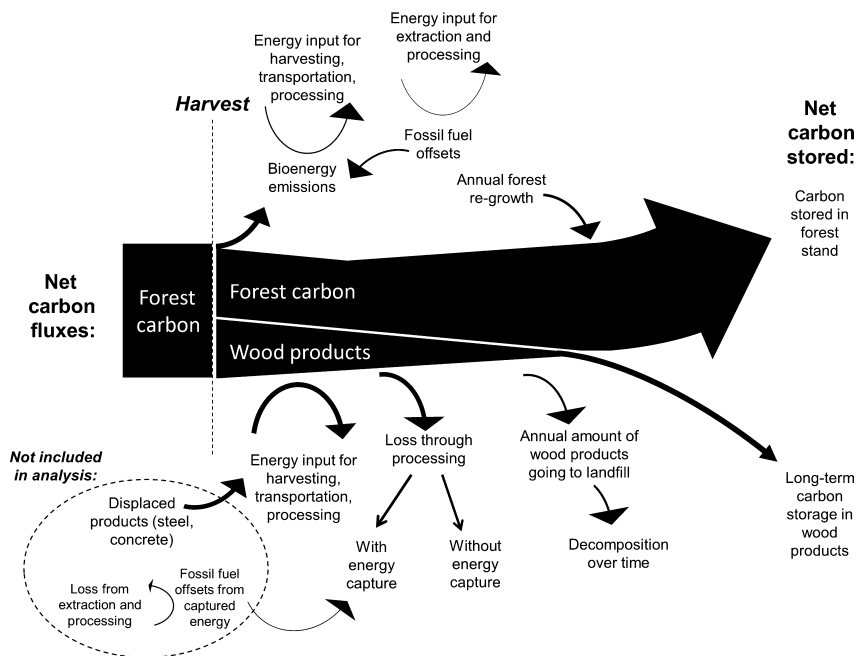 Energy input for
harvesting,
transportation,
processing
Energy input for
extraction and
processing
Harvest
Fossil fuel
offsets
Bioenergy
emissions
Annual forest
re-growth
Net
carbon
stored:
Carbon
stored in
forest
stand
Net
carbon
fluxes:
Forest
carbon
Forest carbon
Wood products
Not included
in analysis:
Displaced
products (steel,
concrete)
Loss from
extraction and
processing
Fossil fuel
offsets from
captured
energy
Energy input for
harvesting,
transportation,
processing
Loss through
processing
With
energy
capture
Without
energy
capture
Annual amount of
wood products
going to landfill
Decomposition
over time
Long-term
carbon
storage in
wood
products